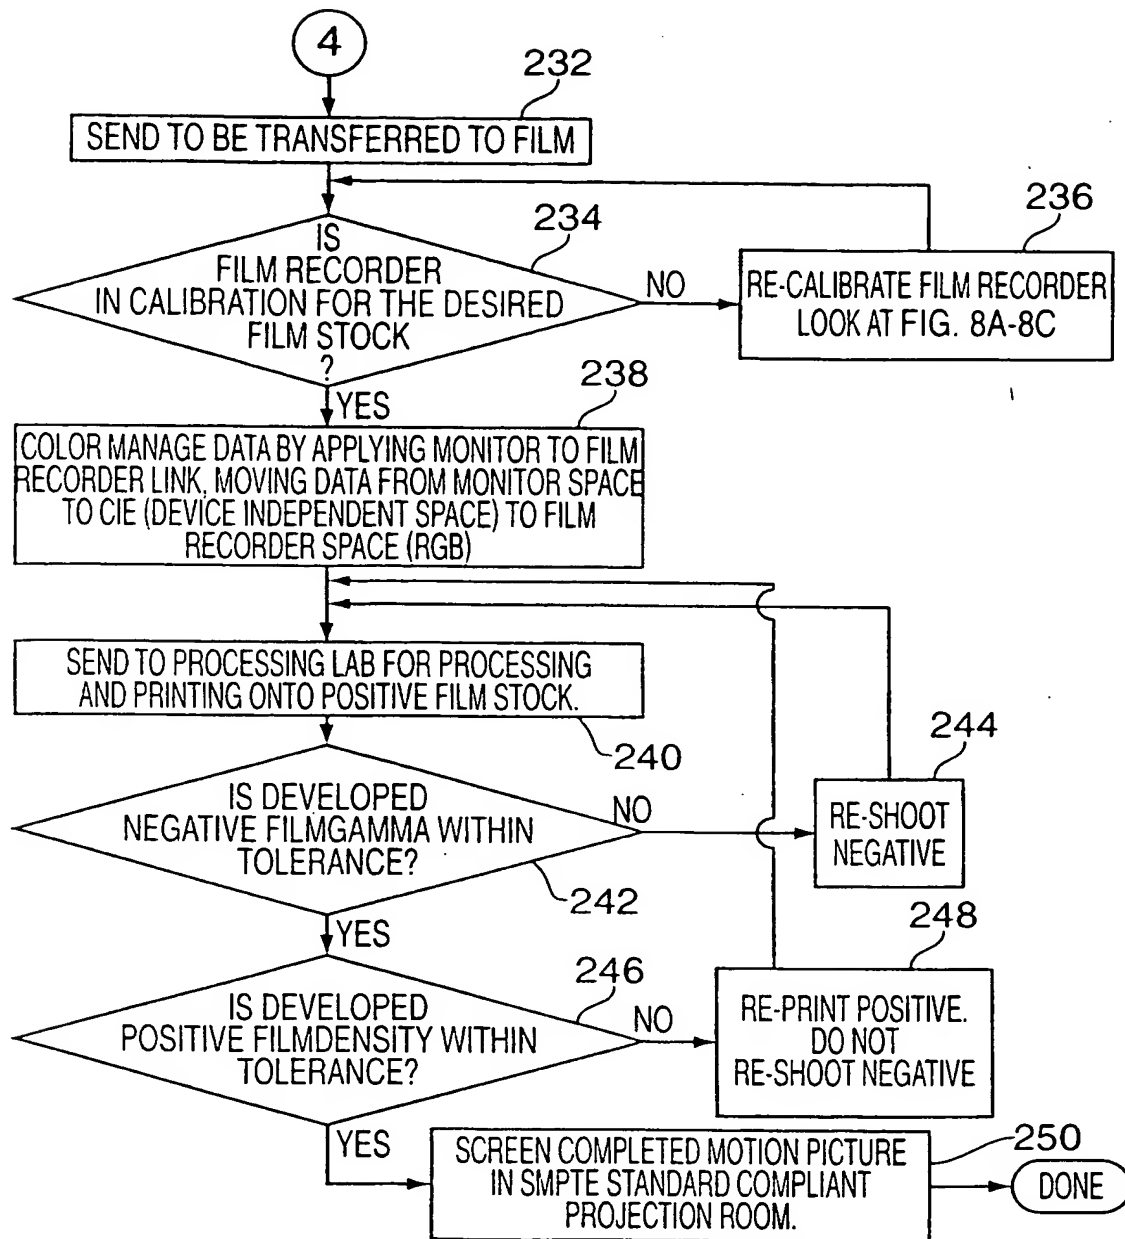 4
232
SEND TO BE TRANSFERRED TO FILM
234
236
IS
FILM RECORDER
IN CALIBRATION FOR THE DESIRED
FILM STOCK
?
NO
RE-CALIBRATE FILM RECORDER
LOOK AT FIG. 8A-8C
YES
238
COLOR MANAGE DATA BY APPLYING MONITOR TO FILM
RECORDER LINK, MOVING DATA FROM MONITOR SPACE
TO CIE (DEVICE INDEPENDENT SPACE) TO FILM
RECORDER SPACE (RGB)
SEND TO PROCESSING LAB FOR PROCESSING
AND PRINTING ONTO POSITIVE FILM STOCK.
240
244
IS DEVELOPED
NEGATIVE FILMGAMMA WITHIN
TOLERANCE?
NO
RE-SHOOT
NEGATIVE
242
YES
248
246
IS DEVELOPED
POSITIVE FILMDENSITY WITHIN
TOLERANCE?
NO
RE-PRINT POSITIVE.
DO NOT
RE-SHOOT NEGATIVE
YES
250
SCREEN COMPLETED MOTION PICTURE
IN SMPTE STANDARD COMPLIANT
PROJECTION ROOM.
DONE